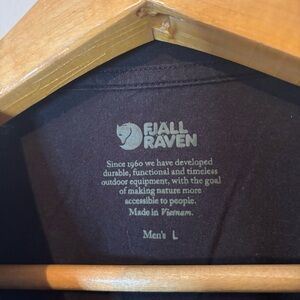 FJÄLL
RÄVEN
Since 1960 we have developed
durable, functional and timeless
outdoor equipment, with the goal
of making nature more
accessible to people.
Made in Vietnam.
Men's L